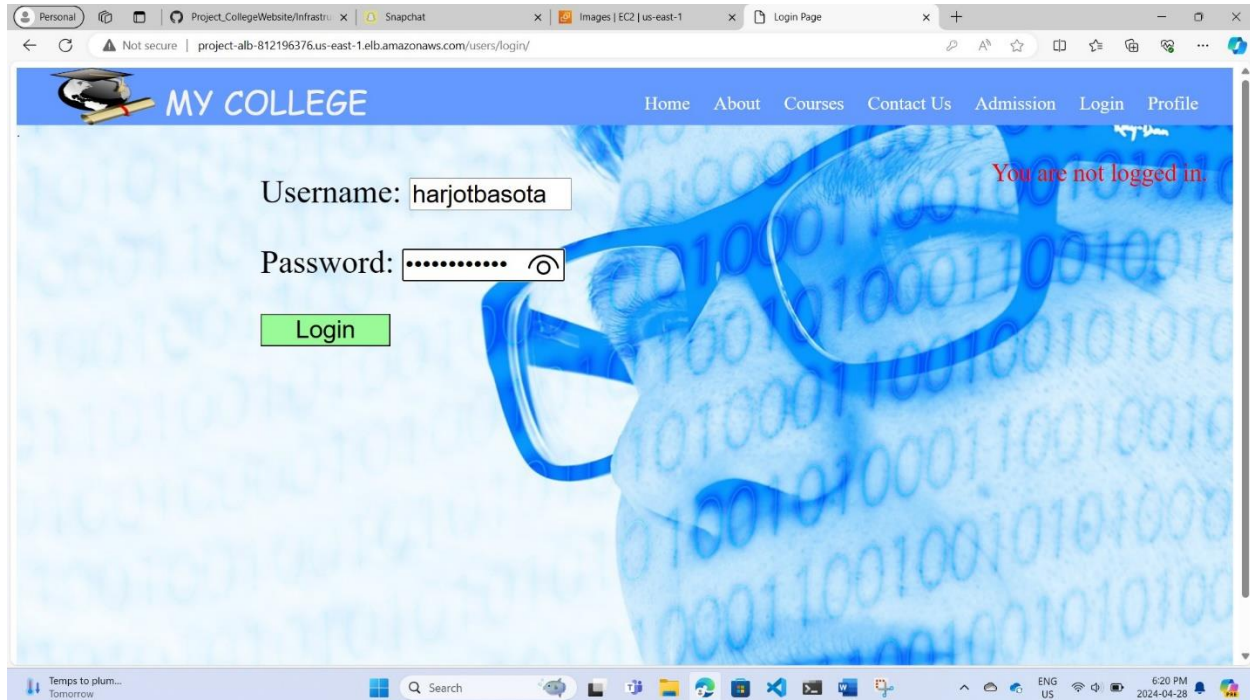 Personal
Project_CollegeWebsite/Infrastru
Snapchat
Images | EC2 | us-east-1
Login Page
Not secure | project-alb-812196376.us-east-1.elb.amazonaws.com/users/login/
MY COLLEGE
Home About Courses Contact Us Admission Login Profile
You are not logged in.
Username: harjotbasota
Password: ••••••••••••
Login
Temps to plum...
Tomorrow
Search
ENG
US
6:20 PM
2024-04-28